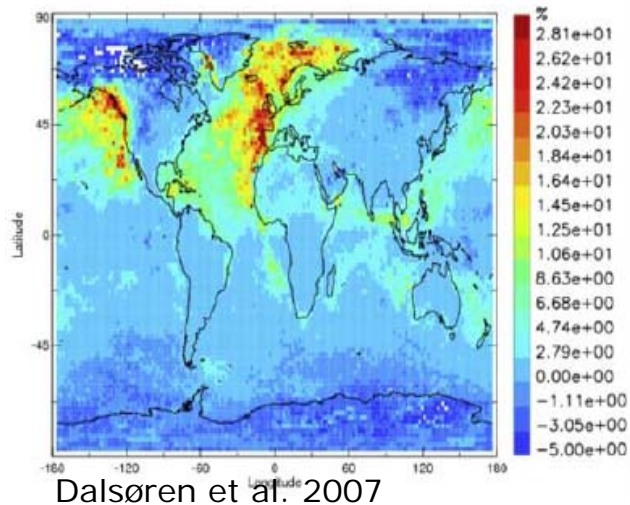 90
45
0
-45
Latitude
-180 -120 -60 0 60 120 180
Longitude
%
2.81e+01
2.62e+01
2.42e+01
2.23e+01
2.03e+01
1.84e+01
1.64e+01
1.45e+01
1.25e+01
1.06e+01
8.63e+00
6.68e+00
4.74e+00
2.79e+00
0.00e+00
-1.11e+00
-3.05e+00
-5.00e+00
Dalsøren et al. 2007